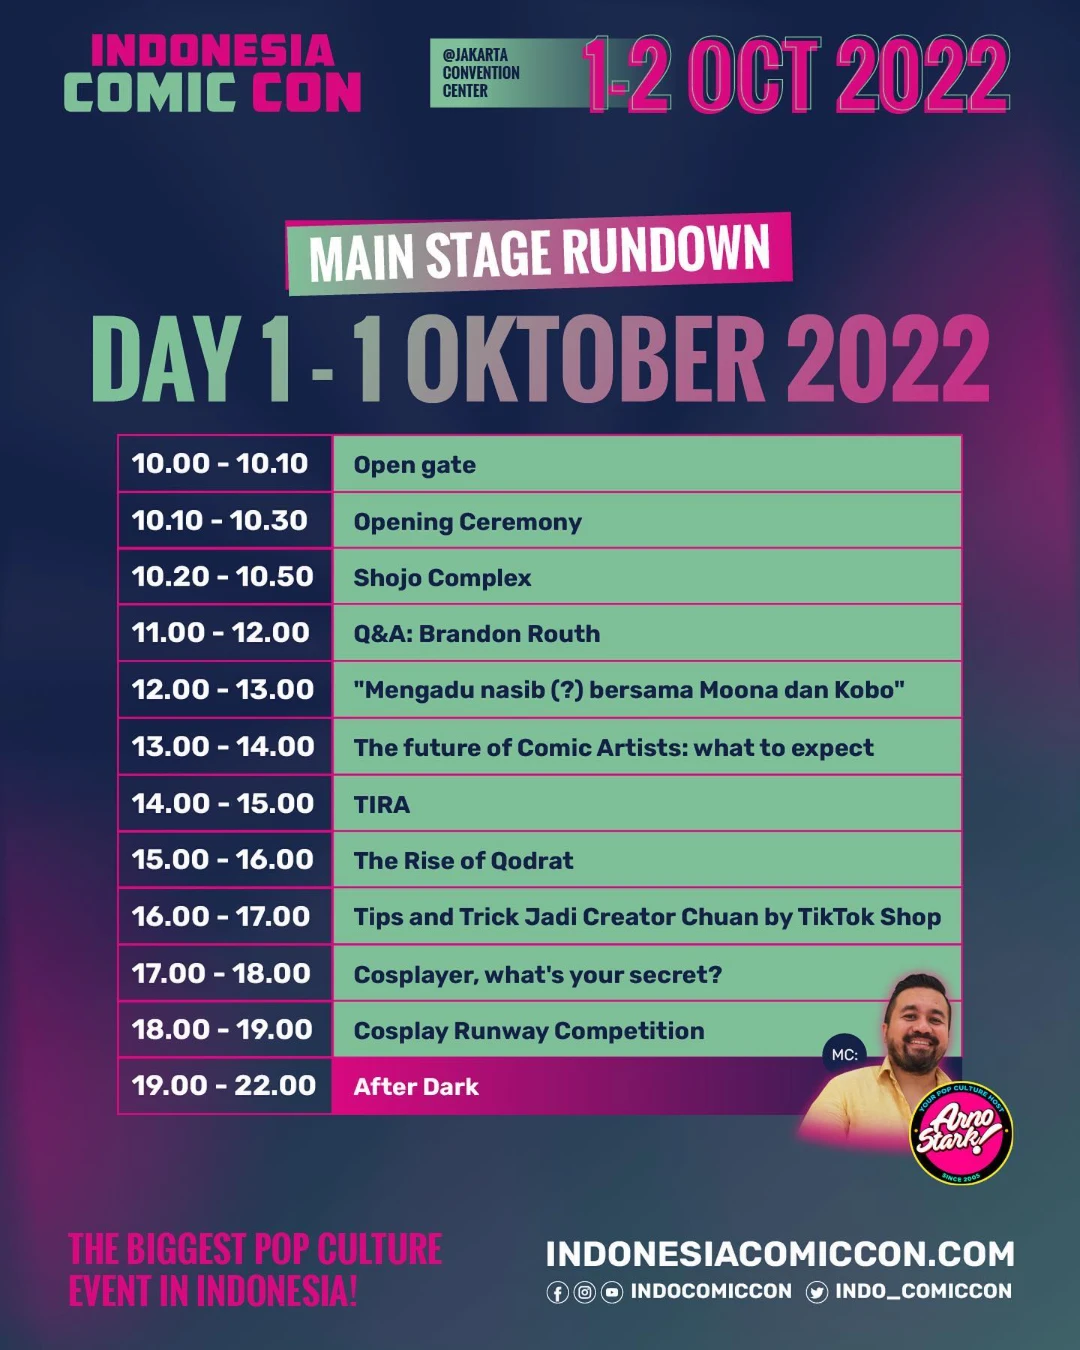 INDONESIA
COMIC CON
@JAKARTA
CONVENTION
CENTER
1-2 OCT 2022
MAIN STAGE RUNDOWN
DAY 1 - 1 OKTOBER 2022
10.00 - 10.10 Open gate
10.10 - 10.30 Opening Ceremony
10.20 - 10.50 Shojo Complex
11.00 - 12.00 Q&A: Brandon Routh
12.00 - 13.00 "Mengadu nasib (?) bersama Moona dan Kobo"
13.00 - 14.00 The future of Comic Artists: what to expect
14.00 - 15.00 TIRA
15.00 - 16.00 The Rise of Qodrat
16.00 - 17.00 Tips and Trick Jadi Creator Chuan by TikTok Shop
17.00 - 18.00 Cosplayer, what's your secret?
18.00 - 19.00 Cosplay Runway Competition
MC:
19.00 - 22.00 After Dark
YOUR POP CULTURE HOST
Arno
Stark!
SINCE 2005
THE BIGGEST POP CULTURE
EVENT IN INDONESIA!
INDONESIACOMICCON.COM
INDOCOMICCON INDO_COMICCON